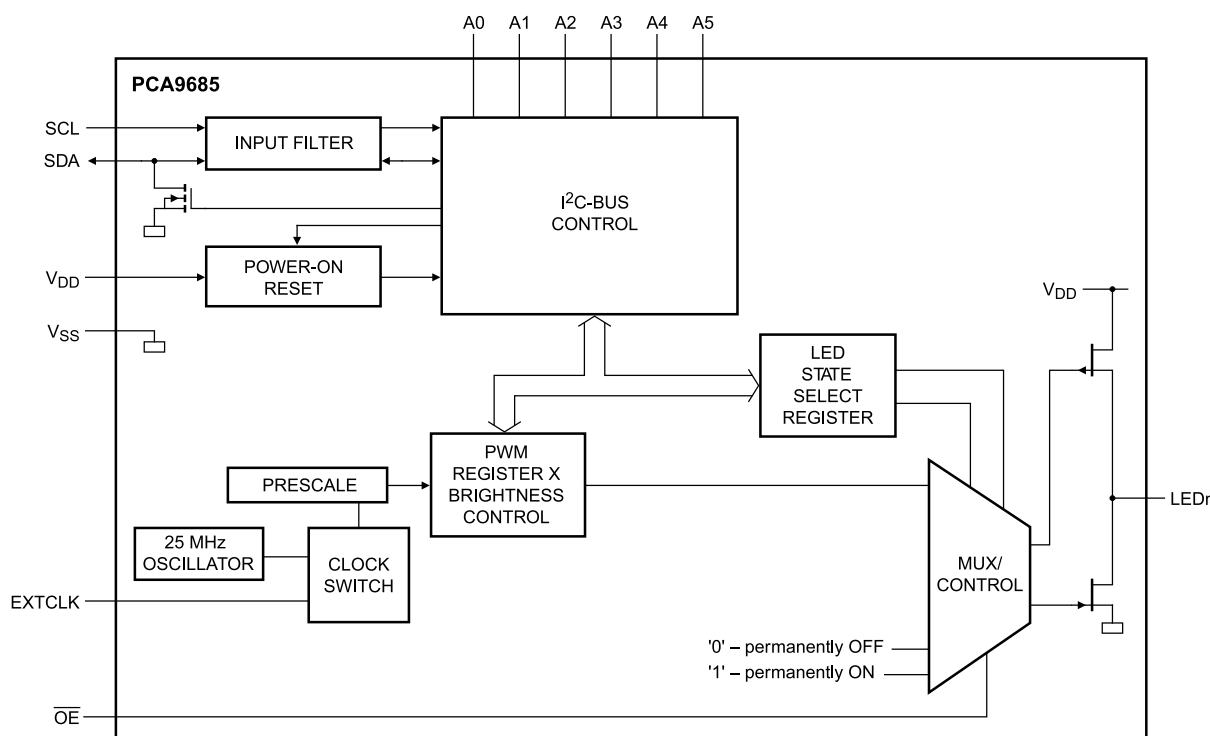 A0 A1 A2 A3 A4 A5
PCA9685
SCL
SDA
INPUT FILTER
I²C-BUS
CONTROL
POWER-ON
RESET
VDD
VSS
VDD
LED
STATE
SELECT
REGISTER
PWM
REGISTER X
BRIGHTNESS
CONTROL
PRESCALE
25 MHz
OSCILLATOR
CLOCK
SWITCH
EXTCLK
MUX/
CONTROL
LEDn
'0' – permanently OFF
'1' – permanently ON
O̅E̅